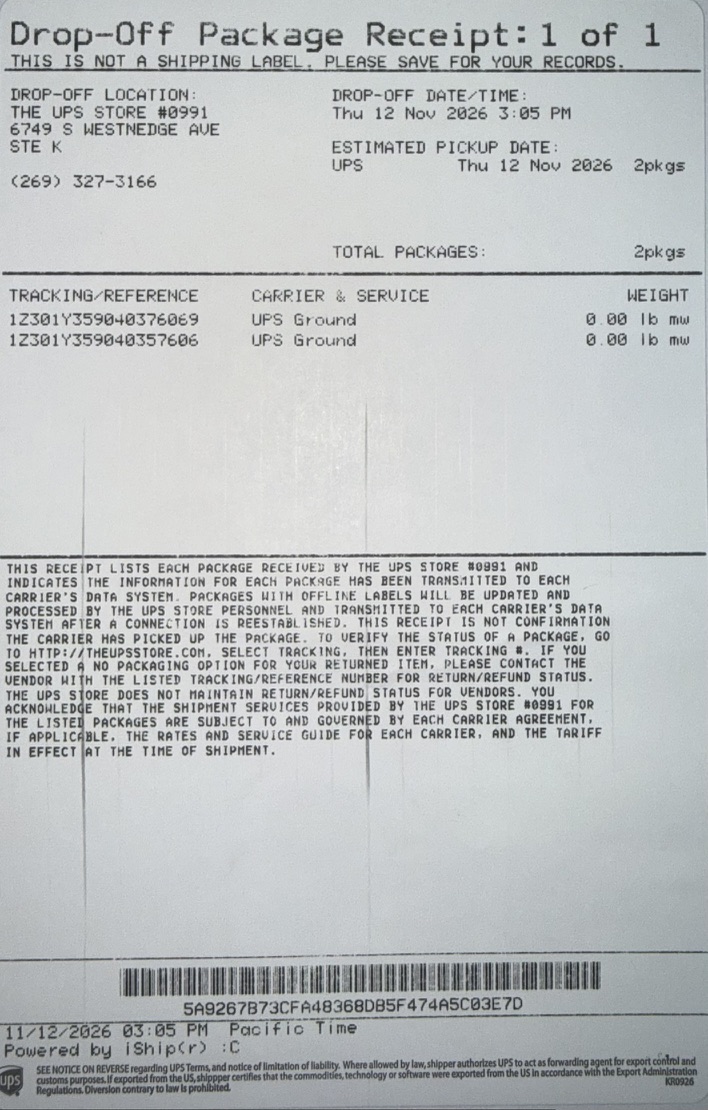 Drop-Off Package Receipt: 1 of 1
THIS IS NOT A SHIPPING LABEL. PLEASE SAVE FOR YOUR RECORDS.
DROP-OFF LOCATION:
THE UPS STORE #0991
6749 S WESTNEDGE AVE
STE K
(269) 327-3166
DROP-OFF DATE/TIME:
Thu 12 Nov 2026 3:05 PM
ESTIMATED PICKUP DATE:
UPS Thu 12 Nov 2026 2pkgs
TOTAL PACKAGES: 2pkgs
TRACKING/REFERENCE CARRIER & SERVICE WEIGHT
1Z301Y359040376069 UPS Ground 0.00 lb mw
1Z301Y359040357606 UPS Ground 0.00 lb mw
THIS RECEIPT LISTS EACH PACKAGE RECEIVED BY THE UPS STORE #0991 AND
INDICATES THE INFORMATION FOR EACH PACKAGE HAS BEEN TRANSMITTED TO EACH
CARRIER'S DATA SYSTEM. PACKAGES WITH OFFLINE LABELS WILL BE UPDATED AND
PROCESSED BY THE UPS STORE PERSONNEL AND TRANSMITTED TO EACH CARRIER'S DATA
SYSTEM AFTER A CONNECTION IS REESTABLISHED. THIS RECEIPT IS NOT CONFIRMATION
THE CARRIER HAS PICKED UP THE PACKAGE. TO VERIFY THE STATUS OF A PACKAGE, GO
TO HTTP://THEUPSSTORE.COM, SELECT TRACKING, THEN ENTER TRACKING #. IF YOU
SELECTED A NO PACKAGING OPTION FOR YOUR RETURNED ITEM, PLEASE CONTACT THE
VENDOR WITH THE LISTED TRACKING/REFERENCE NUMBER FOR RETURN/REFUND STATUS.
THE UPS STORE DOES NOT MAINTAIN RETURN/REFUND STATUS FOR VENDORS. YOU
ACKNOWLEDGE THAT THE SHIPMENT SERVICES PROVIDED BY THE UPS STORE #0991 FOR
THE LISTED PACKAGES ARE SUBJECT TO AND GOVERNED BY EACH CARRIER AGREEMENT,
IF APPLICABLE, THE RATES AND SERVICE GUIDE FOR EACH CARRIER, AND THE TARIFF
IN EFFECT AT THE TIME OF SHIPMENT.
5A9267B73CFA48368DB5F474A5C03E7D
11/12/2026 03:05 PM Pacific Time
Powered by iShip(r) :C
ups
SEE NOTICE ON REVERSE regarding UPS Terms, and notice of limitation of liability. Where allowed by law, shipper authorizes UPS to act as forwarding agent for export control and
customs purposes. If exported from the US, shippper certifies that the commodities, technology or software were exported from the US in accordance with the Export Administration
Regulations. Diversion contrary to law is prohibited. KR0926